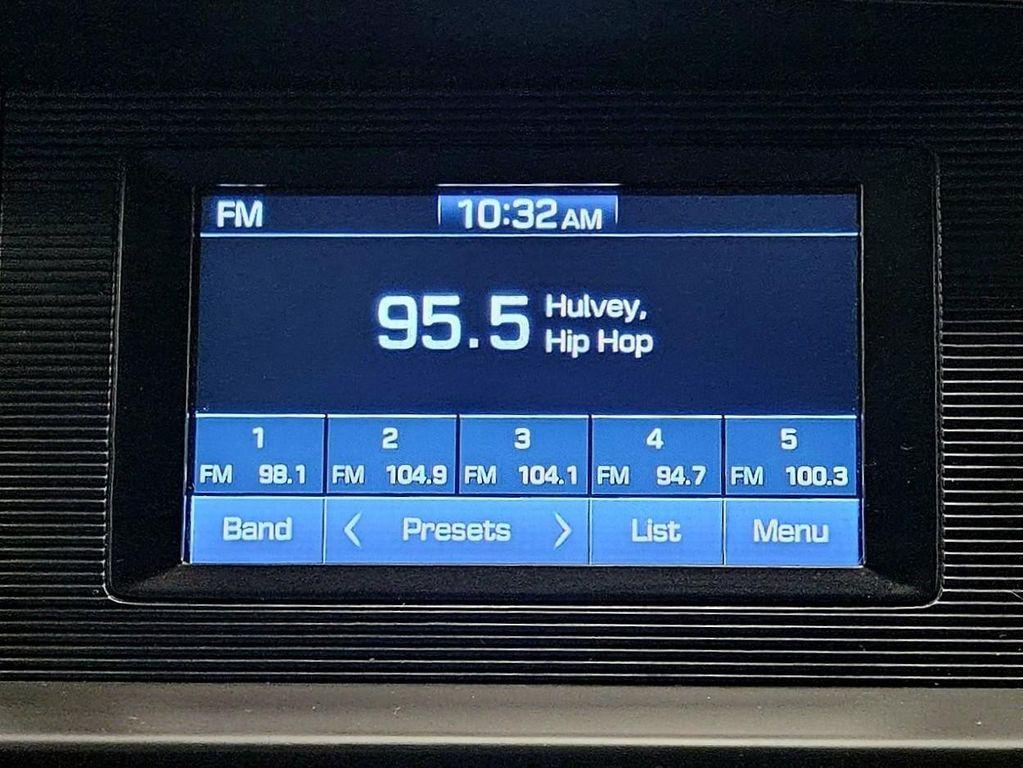 FM 10:32 AM
95.5 Hulvey,
Hip Hop
1 2 3 4 5
FM 98.1 FM 104.9 FM 104.1 FM 94.7 FM 100.3
Band < Presets > List Menu